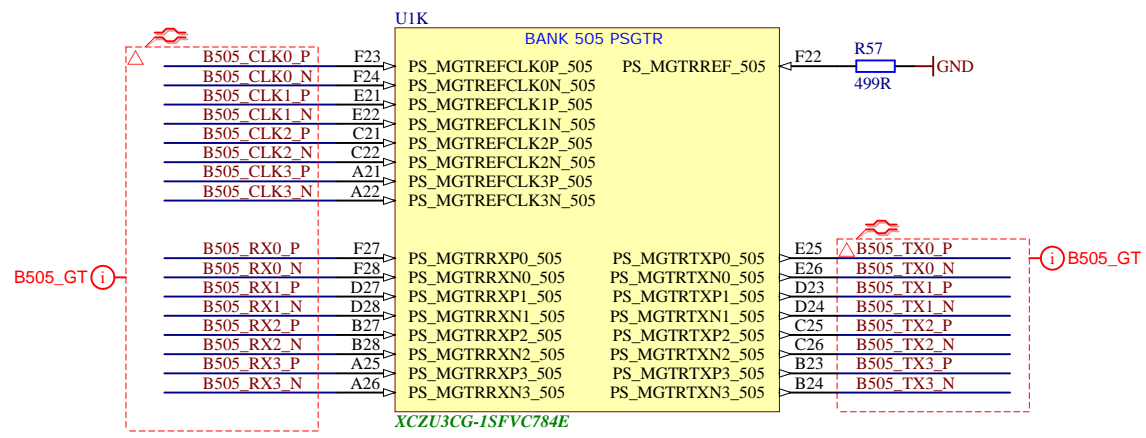 U1K
BANK 505 PSGTR
B505_CLK0_P F23 PS_MGTREFCLK0P_505 PS_MGTRREF_505 F22 R57 499R GND
B505_CLK0_N F24 PS_MGTREFCLK0N_505
B505_CLK1_P E21 PS_MGTREFCLK1P_505
B505_CLK1_N E22 PS_MGTREFCLK1N_505
B505_CLK2_P C21 PS_MGTREFCLK2P_505
B505_CLK2_N C22 PS_MGTREFCLK2N_505
B505_CLK3_P A21 PS_MGTREFCLK3P_505
B505_CLK3_N A22 PS_MGTREFCLK3N_505
B505_RX0_P F27 PS_MGTRRXP0_505 PS_MGTRTXP0_505 E25 B505_TX0_P
B505_GT i B505_RX0_N F28 PS_MGTRRXN0_505 PS_MGTRTXN0_505 E26 B505_TX0_N i B505_GT
B505_RX1_P D27 PS_MGTRRXP1_505 PS_MGTRTXP1_505 D23 B505_TX1_P
B505_RX1_N D28 PS_MGTRRXN1_505 PS_MGTRTXN1_505 D24 B505_TX1_N
B505_RX2_P B27 PS_MGTRRXP2_505 PS_MGTRTXP2_505 C25 B505_TX2_P
B505_RX2_N B28 PS_MGTRRXN2_505 PS_MGTRTXN2_505 C26 B505_TX2_N
B505_RX3_P A25 PS_MGTRRXP3_505 PS_MGTRTXP3_505 B23 B505_TX3_P
B505_RX3_N A26 PS_MGTRRXN3_505 PS_MGTRTXN3_505 B24 B505_TX3_N
XCZU3CG-1SFVC784E